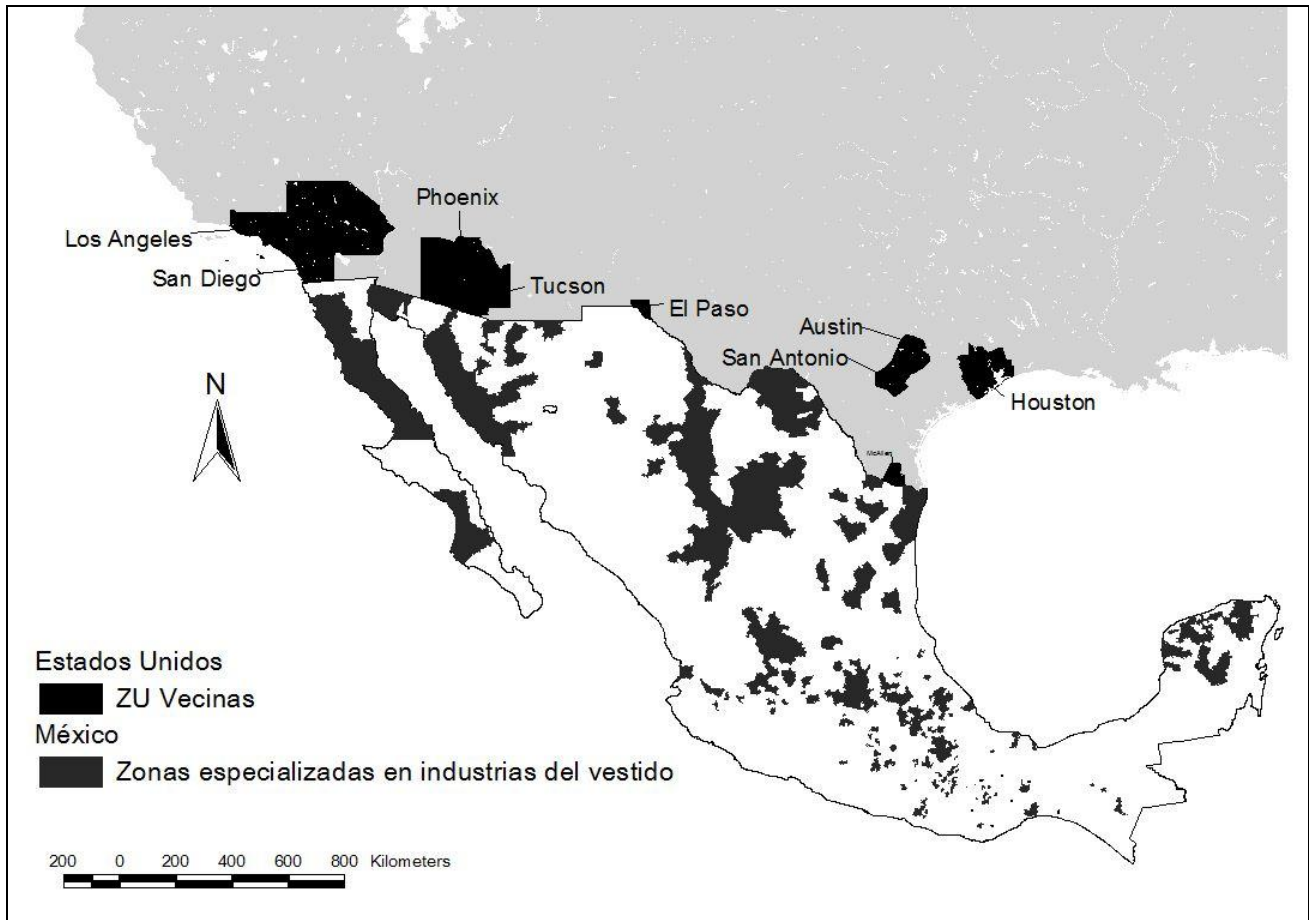 Phoenix
Los Angeles
San Diego
Tucson
El Paso
Austin
San Antonio
Houston
McAllen
N
Estados Unidos
ZU Vecinas
México
Zonas especializadas en industrias del vestido
200 0 200 400 600 800 Kilometers